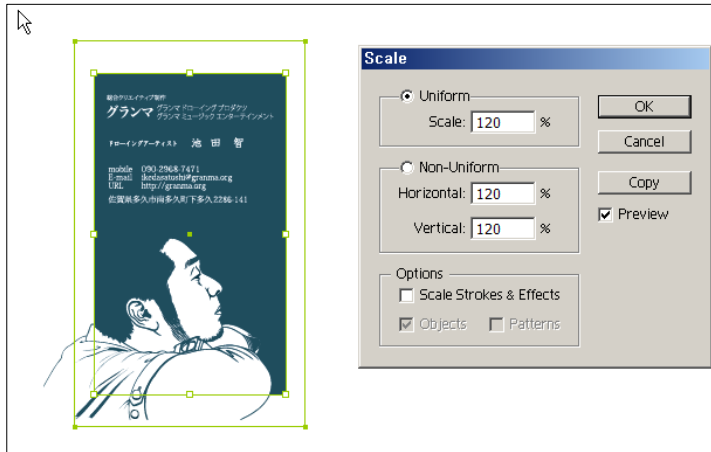 総合クリエイティブ製作
グランマ グランマ ドローイング プロダクツ
グランマ ミュージック エンターテインメント
ドローイングアーティスト 池 田 智
mobile 090-2968-7471
E-mail ikedasatoshi@granma.org
URL http://granma.org
佐賀県多久市南多久町下多久2286-141
Scale
Uniform
Scale: 120 %
Non-Uniform
Horizontal: 120 %
Vertical: 120 %
Options
Scale Strokes & Effects
Objects Patterns
OK
Cancel
Copy
Preview